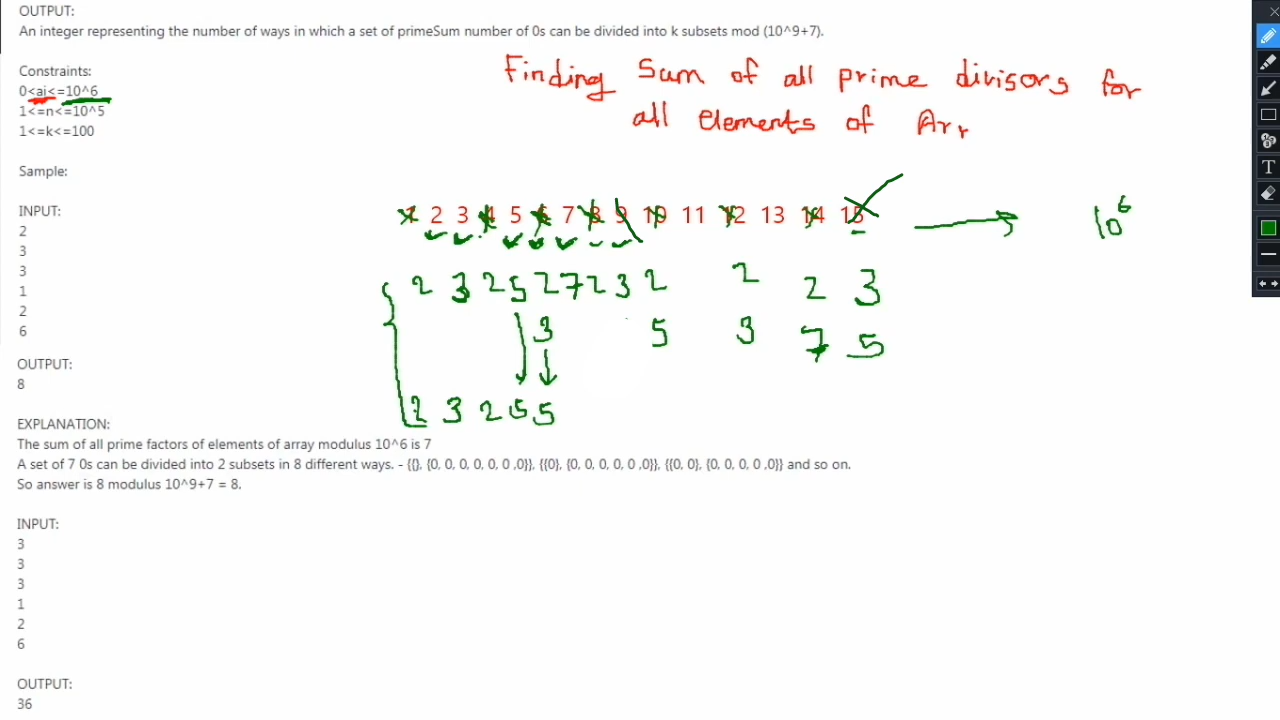 OUTPUT:
An integer representing the number of ways in which a set of primeSum number of 0s can be divided into k subsets mod (10^9+7).
Finding Sum of all prime divisors for
all elements of Arr
Constraints:
0<ai<=10^6
1<=n<=10^5
1<=k<=100
Sample:
INPUT:
2
3
3
1
2
6
1 2 3 4 5 6 7 8 9 10 11 12 13 14 15
10^6
2 3 2 5 2 7 2 3 2 2 2 3
3 5 3 7 5
2 3 2 5 5
OUTPUT:
8
EXPLANATION:
The sum of all prime factors of elements of array modulus 10^6 is 7
A set of 7 0s can be divided into 2 subsets in 8 different ways. - {{}, {0, 0, 0, 0, 0, 0 ,0}}, {{0}, {0, 0, 0, 0, 0 ,0}}, {{0, 0}, {0, 0, 0, 0 ,0}} and so on.
So answer is 8 modulus 10^9+7 = 8.
INPUT:
3
3
3
1
2
6
OUTPUT:
36